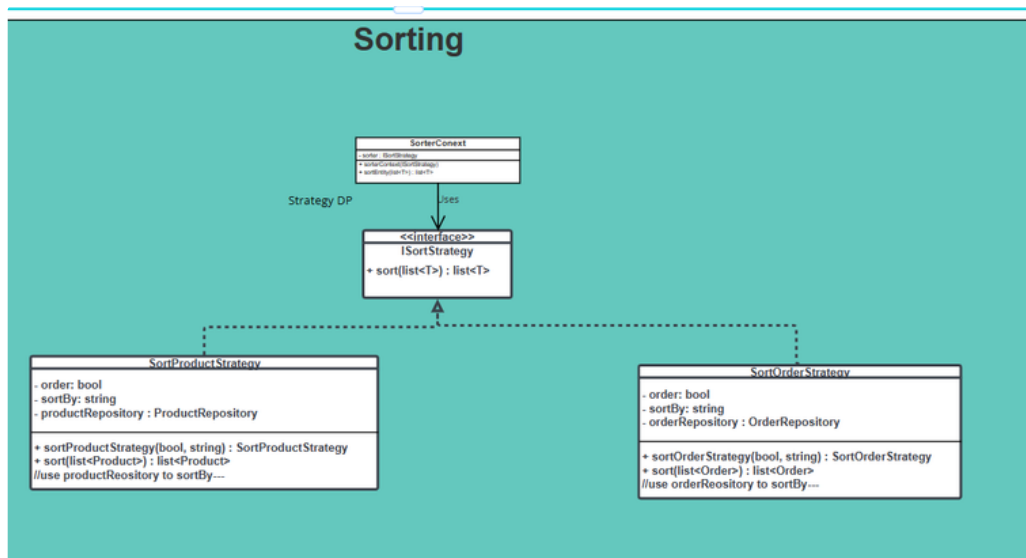 Sorting
SorterConext
- sorter : ISortStrategy
+ sorterContext(ISortStrategy)
+ sortEntity(list<T>) : list<T>
Strategy DP
Uses
<<interface>>
ISortStrategy
+ sort(list<T>) : list<T>
SortProductStrategy
- order: bool
- sortBy: string
- productRepository : ProductRepository
+ sortProductStrategy(bool, string) : SortProductStrategy
+ sort(list<Product>) : list<Product>
//use productReository to sortBy---
SortOrderStrategy
- order: bool
- sortBy: string
- orderRepository : OrderRepository
+ sortOrderStrategy(bool, string) : SortOrderStrategy
+ sort(list<Order>) : list<Order>
//use orderReository to sortBy---